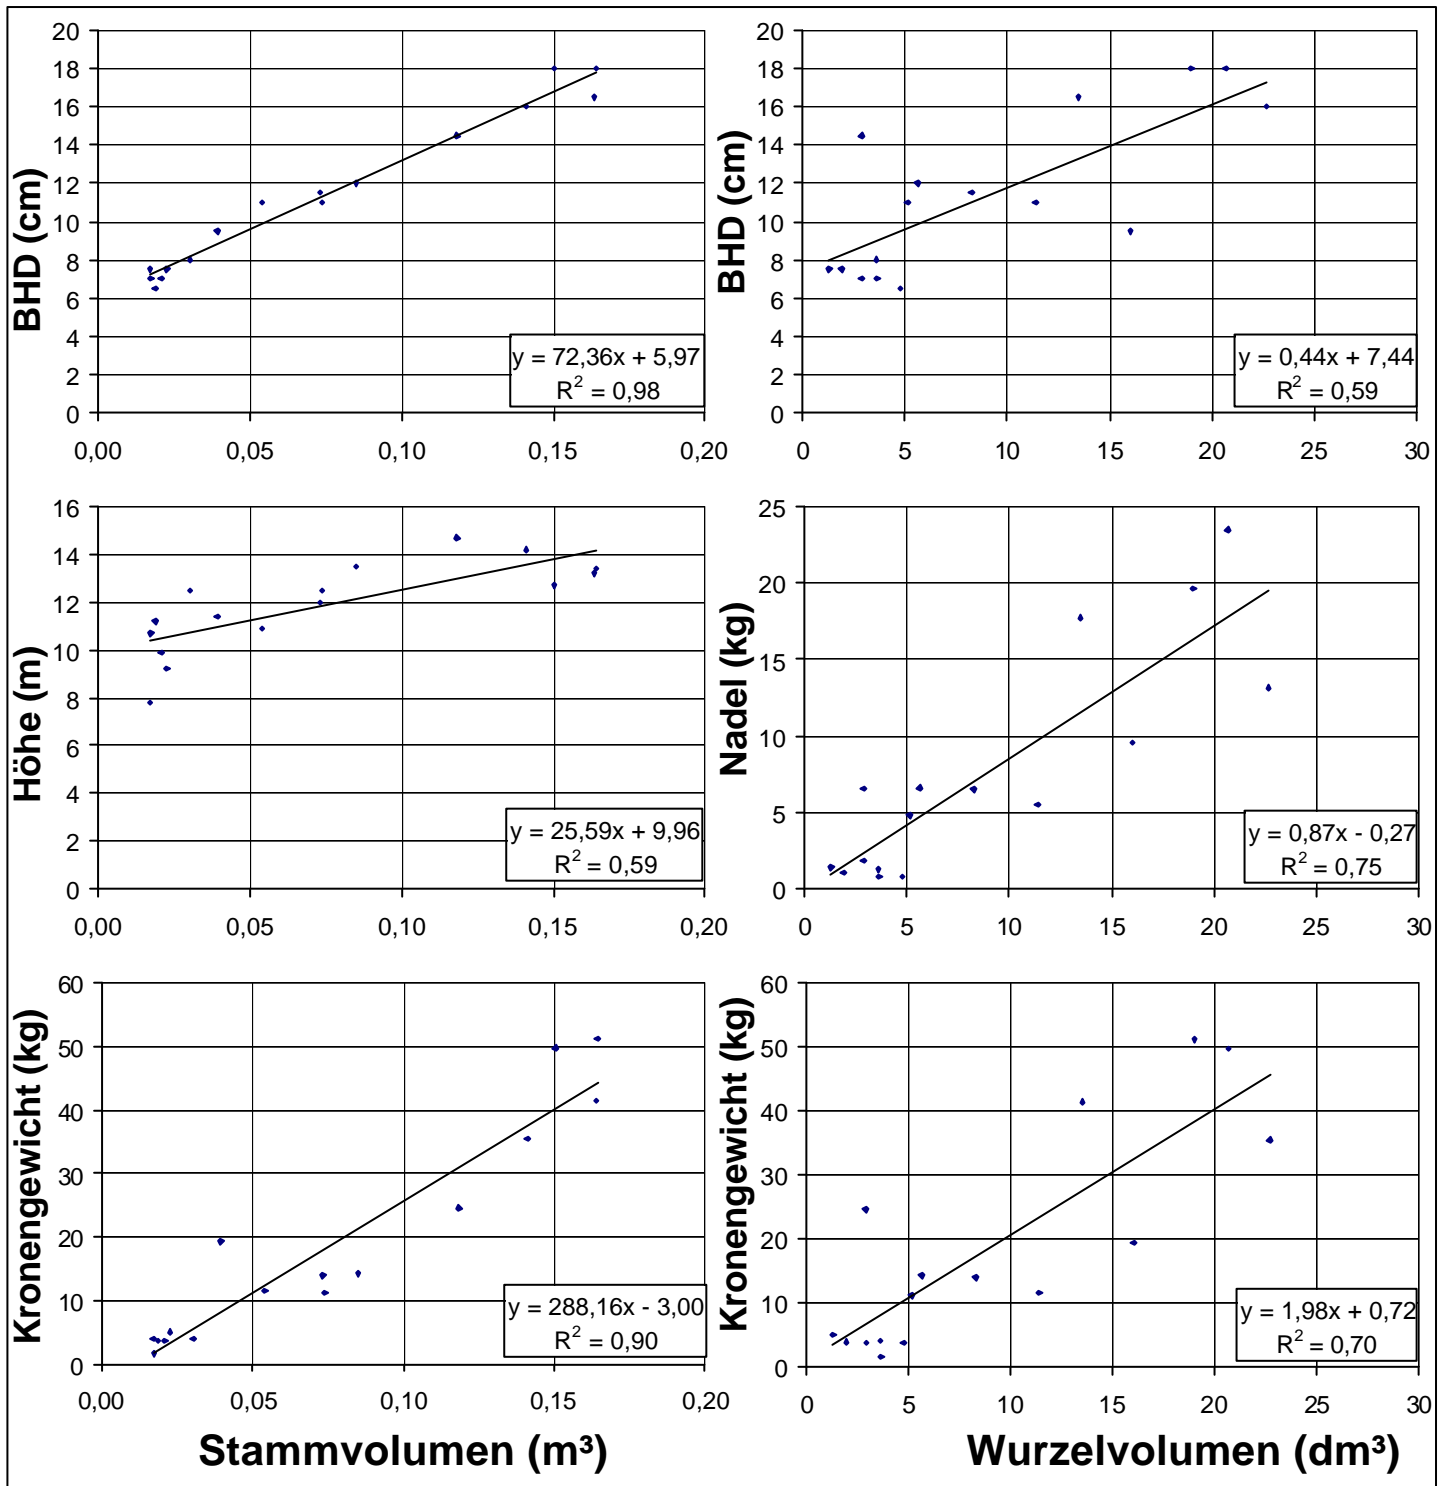 BHD (cm)
20
18
16
14
12
10
8
6
4
2
0
y = 72,36x + 5,97
R² = 0,98
0,00 0,05 0,10 0,15 0,20
BHD (cm)
20
18
16
14
12
10
8
6
4
2
0
y = 0,44x + 7,44
R² = 0,59
0 5 10 15 20 25 30
Höhe (m)
16
14
12
10
8
6
4
2
0
y = 25,59x + 9,96
R² = 0,59
0,00 0,05 0,10 0,15 0,20
Nadel (kg)
25
20
15
10
5
0
y = 0,87x - 0,27
R² = 0,75
0 5 10 15 20 25 30
Kronengewicht (kg)
60
50
40
30
20
10
0
y = 288,16x - 3,00
R² = 0,90
0,00 0,05 0,10 0,15 0,20
Stammvolumen (m³)
Kronengewicht (kg)
60
50
40
30
20
10
0
y = 1,98x + 0,72
R² = 0,70
0 5 10 15 20 25 30
Wurzelvolumen (dm³)